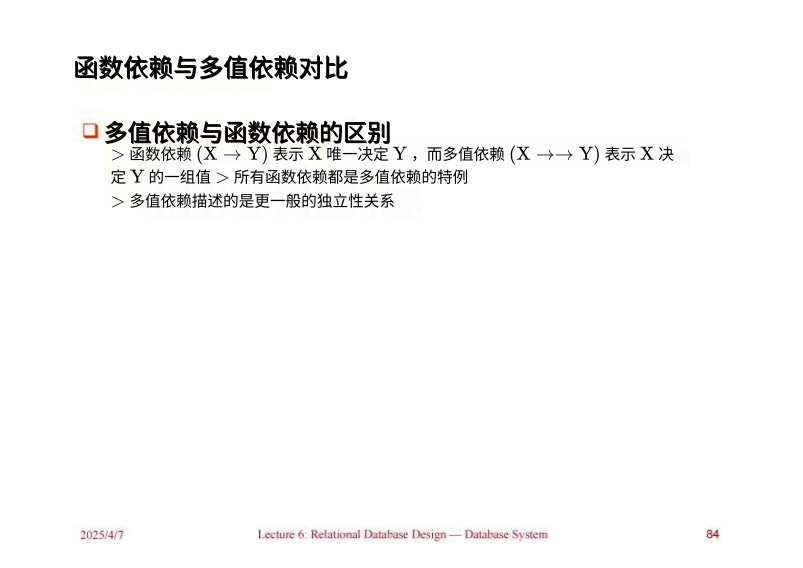 函数依赖与多值依赖对比
多值依赖与函数依赖的区别
> 函数依赖 (X → Y) 表示 X 唯一决定 Y ，而多值依赖 (X →→ Y) 表示 X 决
定 Y 的一组值 > 所有函数依赖都是多值依赖的特例
> 多值依赖描述的是更一般的独立性关系
2025/4/7 Lecture 6: Relational Database Design — Database System 84